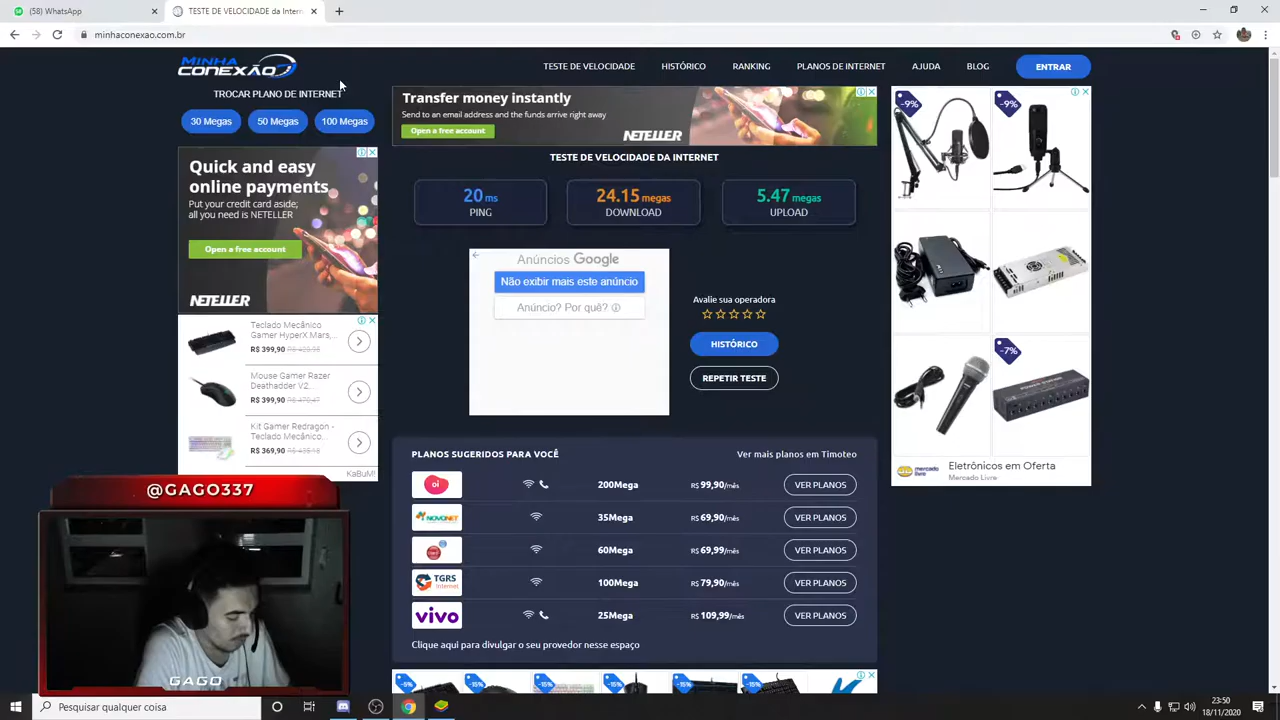 (58) WhatsApp
TESTE DE VELOCIDADE da Intern
minhaconexao.com.br
MINHA CONEXÃO
TESTE DE VELOCIDADE
HISTÓRICO
RANKING
PLANOS DE INTERNET
AJUDA
BLOG
ENTRAR
TROCAR PLANO DE INTERNET
30 Megas
50 Megas
100 Megas
Quick and easy
online payments
Put your credit card aside;
all you need is NETELLER
Open a free account
NETELLER
Teclado Mecânico
Gamer HyperX Mars,...
R$ 399,90
Mouse Gamer Razer
Deathadder V2...
R$ 399,90
Kit Gamer Redragon -
Teclado Mecânico...
R$ 369,90
KaBuM!
Transfer money instantly
Send to an email address and the funds arrive right away
Open a free account
NETELLER
TESTE DE VELOCIDADE DA INTERNET
20 ms
PING
24.15 megas
DOWNLOAD
5.47 megas
UPLOAD
Anúncios Google
Não exibir mais este anúncio
Anúncio? Por quê?
Avalie sua operadora
HISTÓRICO
REPETIR TESTE
PLANOS SUGERIDOS PARA VOCÊ
Ver mais planos em Timoteo
oi
200Mega
R$ 99,90/mês
VER PLANOS
NOVONET
35Mega
R$ 69,90/mês
VER PLANOS
Claro
60Mega
R$ 69,99/mês
VER PLANOS
TGRS
Internet
100Mega
R$ 79,90/mês
VER PLANOS
vivo
25Mega
R$ 109,99/mês
VER PLANOS
Clique aqui para divulgar o seu provedor nesse espaço
-5%
-15%
-15%
-15%
-15%
-15%
-9%
-9%
-7%
Eletrônicos em Oferta
Mercado Livre
@GAGO337
GAGO
Pesquisar qualquer coisa
23:50
18/11/2020